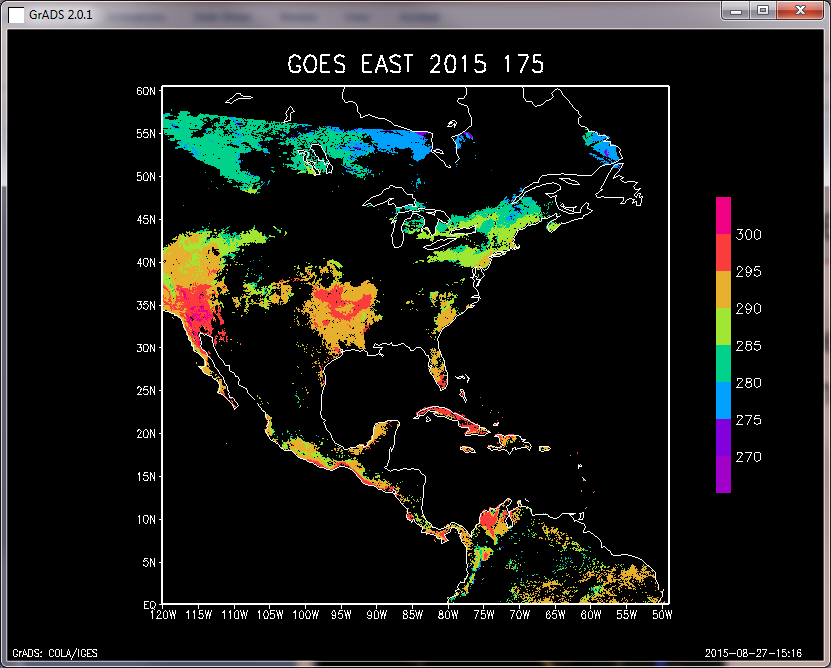 GrADS 2.0.1
GOES EAST 2015 175
60N
55N
50N
45N
40N
35N
30N
25N
20N
15N
10N
5N
EQ
120W 115W 110W 105W 100W 95W 90W 85W 80W 75W 70W 65W 60W 55W 50W
300
295
290
285
280
275
270
GrADS: COLA/IGES
2015-08-27-15:16